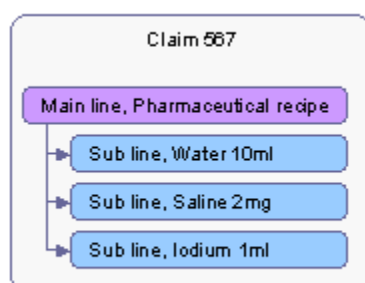 Claim 567
Main line, Pharmaceutical recipe
Sub line, Water 10ml
Sub line, Saline 2mg
Sub line, Iodium 1ml